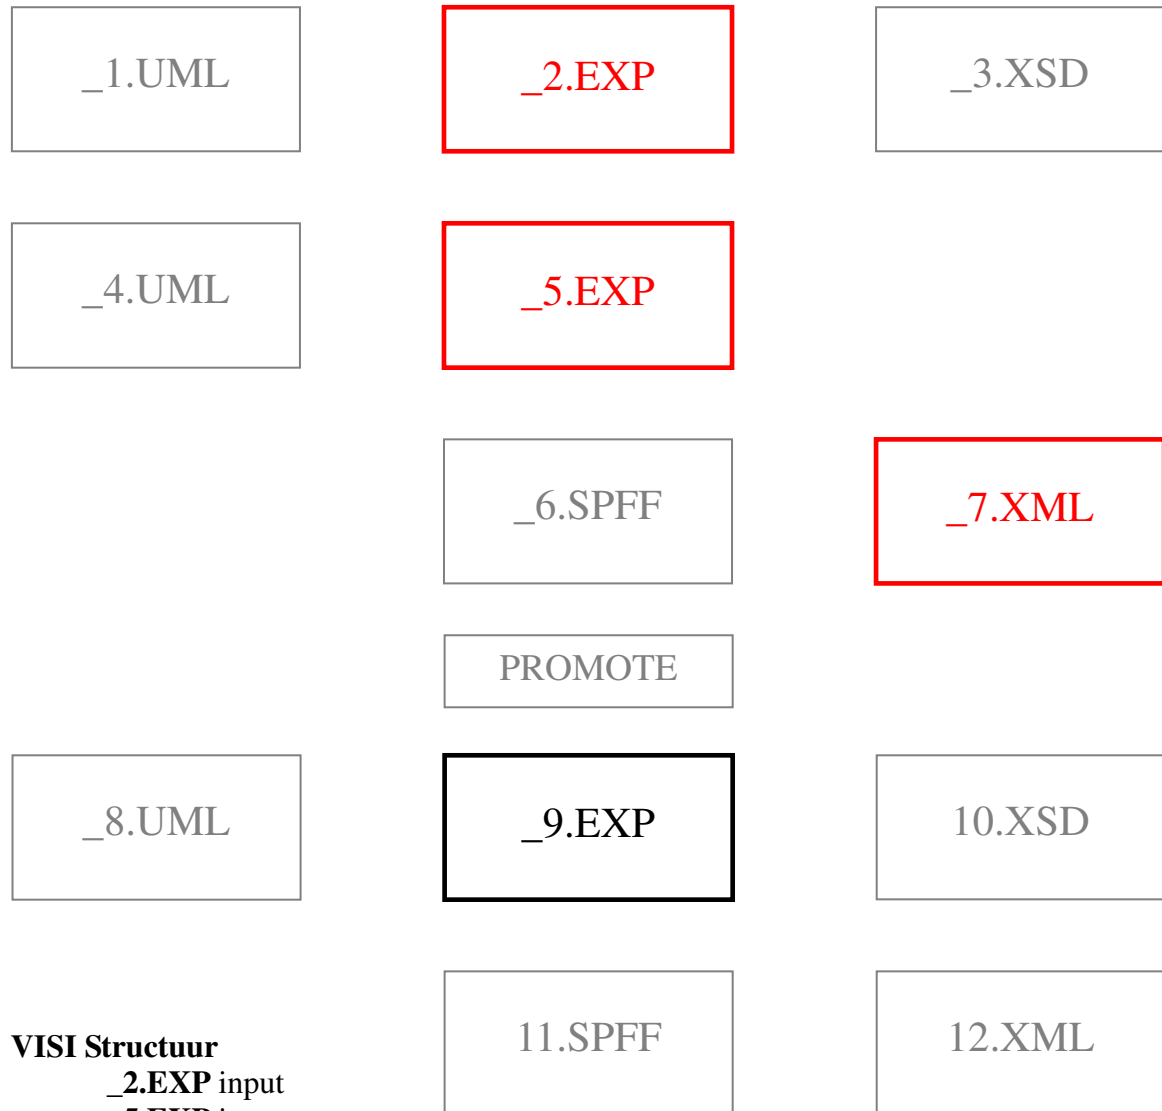 _1.UML
_2.EXP
_3.XSD
_4.UML
_5.EXP
_6.SPFF
_7.XML
PROMOTE
_8.UML
_9.EXP
10.XSD
11.SPFF
12.XML
VISI Structuur
_2.EXP input